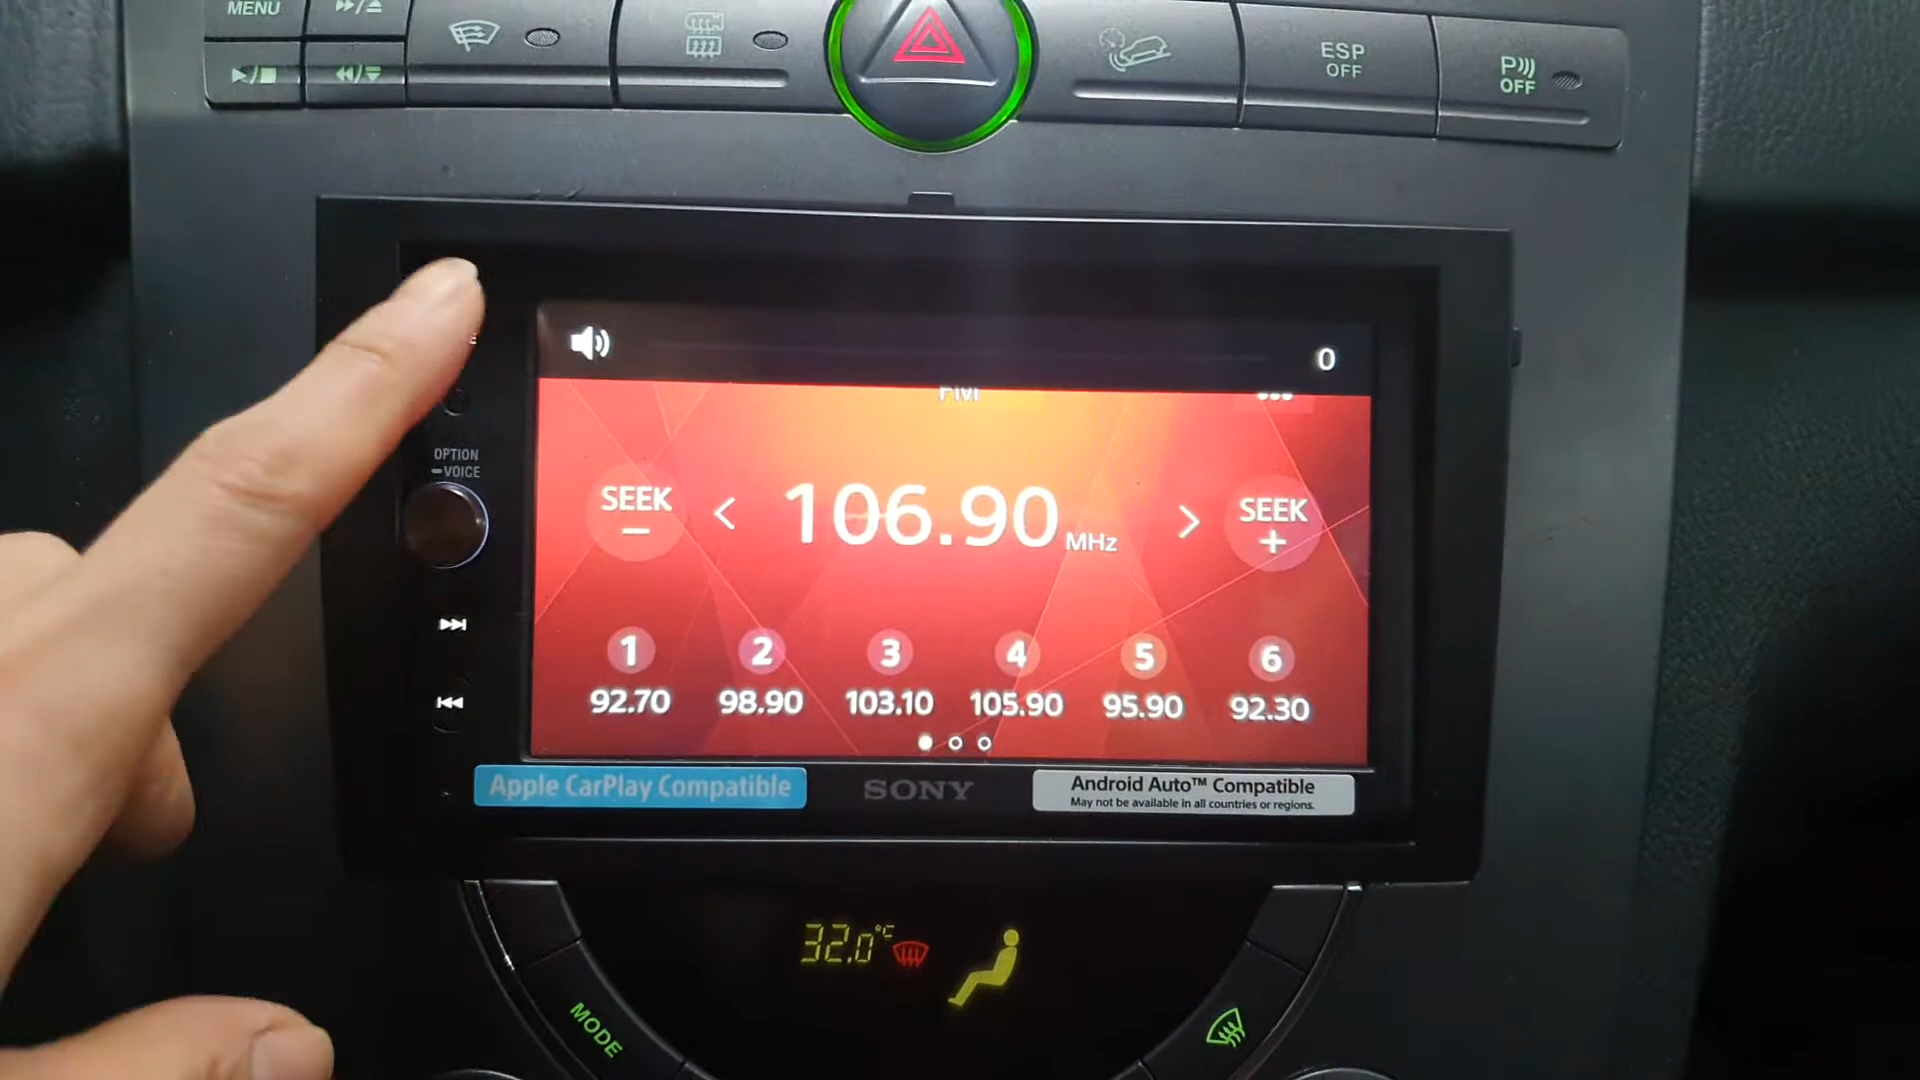 MENU
ESP
OFF
P
OFF
0
FM
OPTION
VOICE
SEEK
−
<
106.90 MHz
>
SEEK
+
1
2
3
4
5
6
92.70
98.90
103.10
105.90
95.90
92.30
Apple CarPlay Compatible
SONY
Android Auto™ Compatible
May not be available in all countries or regions.
32.0°C
MODE